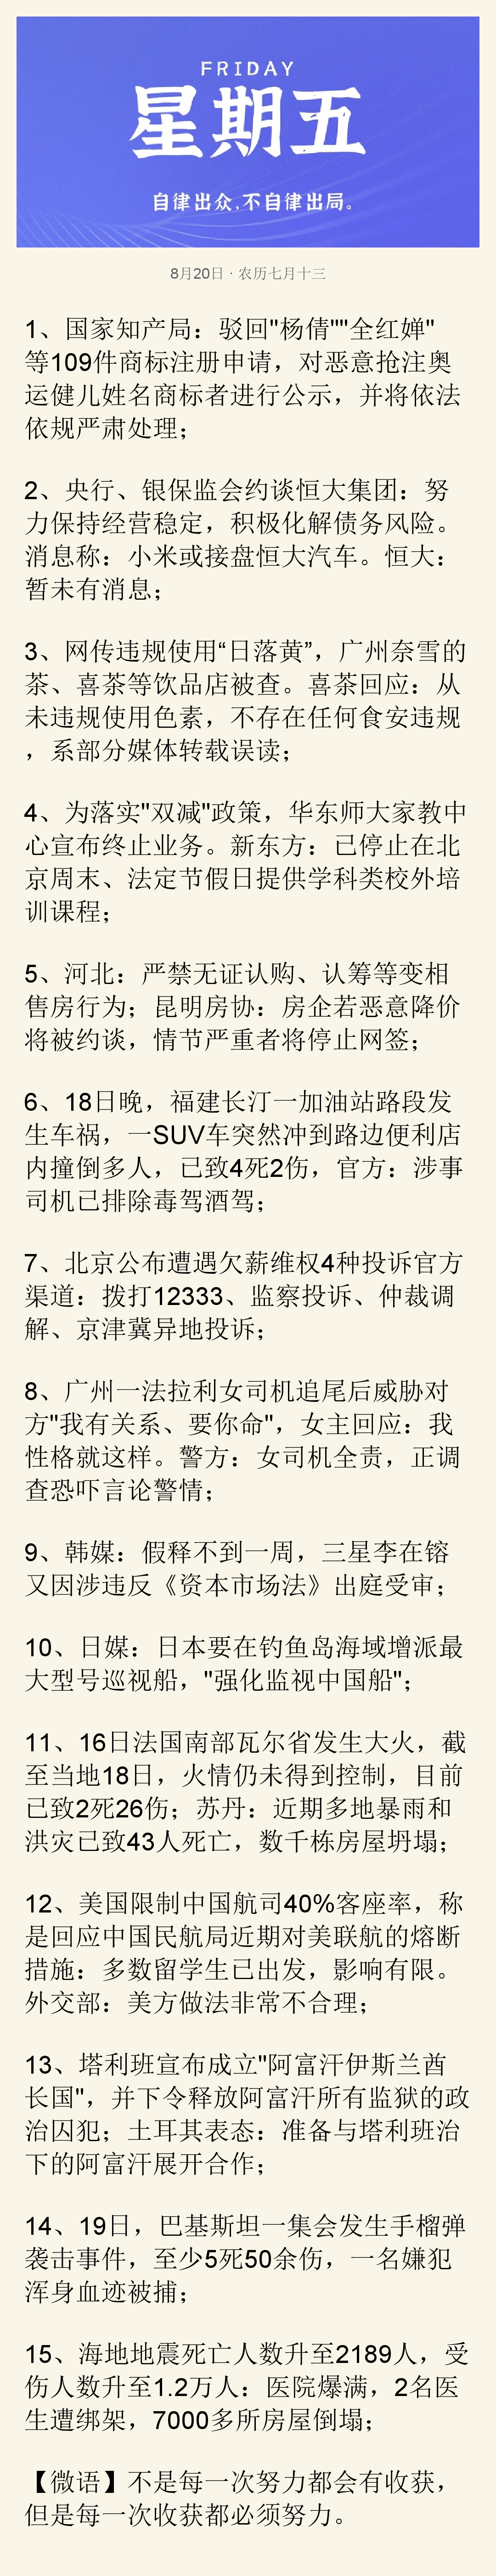 FRIDAY
星期五
自律出众,不自律出局。
8月20日 · 农历七月十三
1、国家知产局：驳回"杨倩""全红婵"
等109件商标注册申请，对恶意抢注奥
运健儿姓名商标者进行公示，并将依法
依规严肃处理；
2、央行、银保监会约谈恒大集团：努
力保持经营稳定，积极化解债务风险。
消息称：小米或接盘恒大汽车。恒大：
暂未有消息；
3、网传违规使用“日落黄”，广州奈雪的
茶、喜茶等饮品店被查。喜茶回应：从
未违规使用色素，不存在任何食安违规
，系部分媒体转载误读；
4、为落实"双减"政策，华东师大家教中
心宣布终止业务。新东方：已停止在北
京周末、法定节假日提供学科类校外培
训课程；
5、河北：严禁无证认购、认筹等变相
售房行为；昆明房协：房企若恶意降价
将被约谈，情节严重者将停止网签；
6、18日晚，福建长汀一加油站路段发
生车祸，一SUV车突然冲到路边便利店
内撞倒多人，已致4死2伤，官方：涉事
司机已排除毒驾酒驾；
7、北京公布遭遇欠薪维权4种投诉官方
渠道：拨打12333、监察投诉、仲裁调
解、京津冀异地投诉；
8、广州一法拉利女司机追尾后威胁对
方"我有关系、要你命"，女主回应：我
性格就这样。警方：女司机全责，正调
查恐吓言论警情；
9、韩媒：假释不到一周，三星李在镕
又因涉违反《资本市场法》出庭受审；
10、日媒：日本要在钓鱼岛海域增派最
大型号巡视船，"强化监视中国船"；
11、16日法国南部瓦尔省发生大火，截
至当地18日，火情仍未得到控制，目前
已致2死26伤；苏丹：近期多地暴雨和
洪灾已致43人死亡，数千栋房屋坍塌；
12、美国限制中国航司40%客座率，称
是回应中国民航局近期对美联航的熔断
措施：多数留学生已出发，影响有限。
外交部：美方做法非常不合理；
13、塔利班宣布成立"阿富汗伊斯兰酋
长国"，并下令释放阿富汗所有监狱的政
治囚犯；土耳其表态：准备与塔利班治
下的阿富汗展开合作；
14、19日，巴基斯坦一集会发生手榴弹
袭击事件，至少5死50余伤，一名嫌犯
浑身血迹被捕；
15、海地地震死亡人数升至2189人，受
伤人数升至1.2万人：医院爆满，2名医
生遭绑架，7000多所房屋倒塌；
【微语】不是每一次努力都会有收获，
但是每一次收获都必须努力。